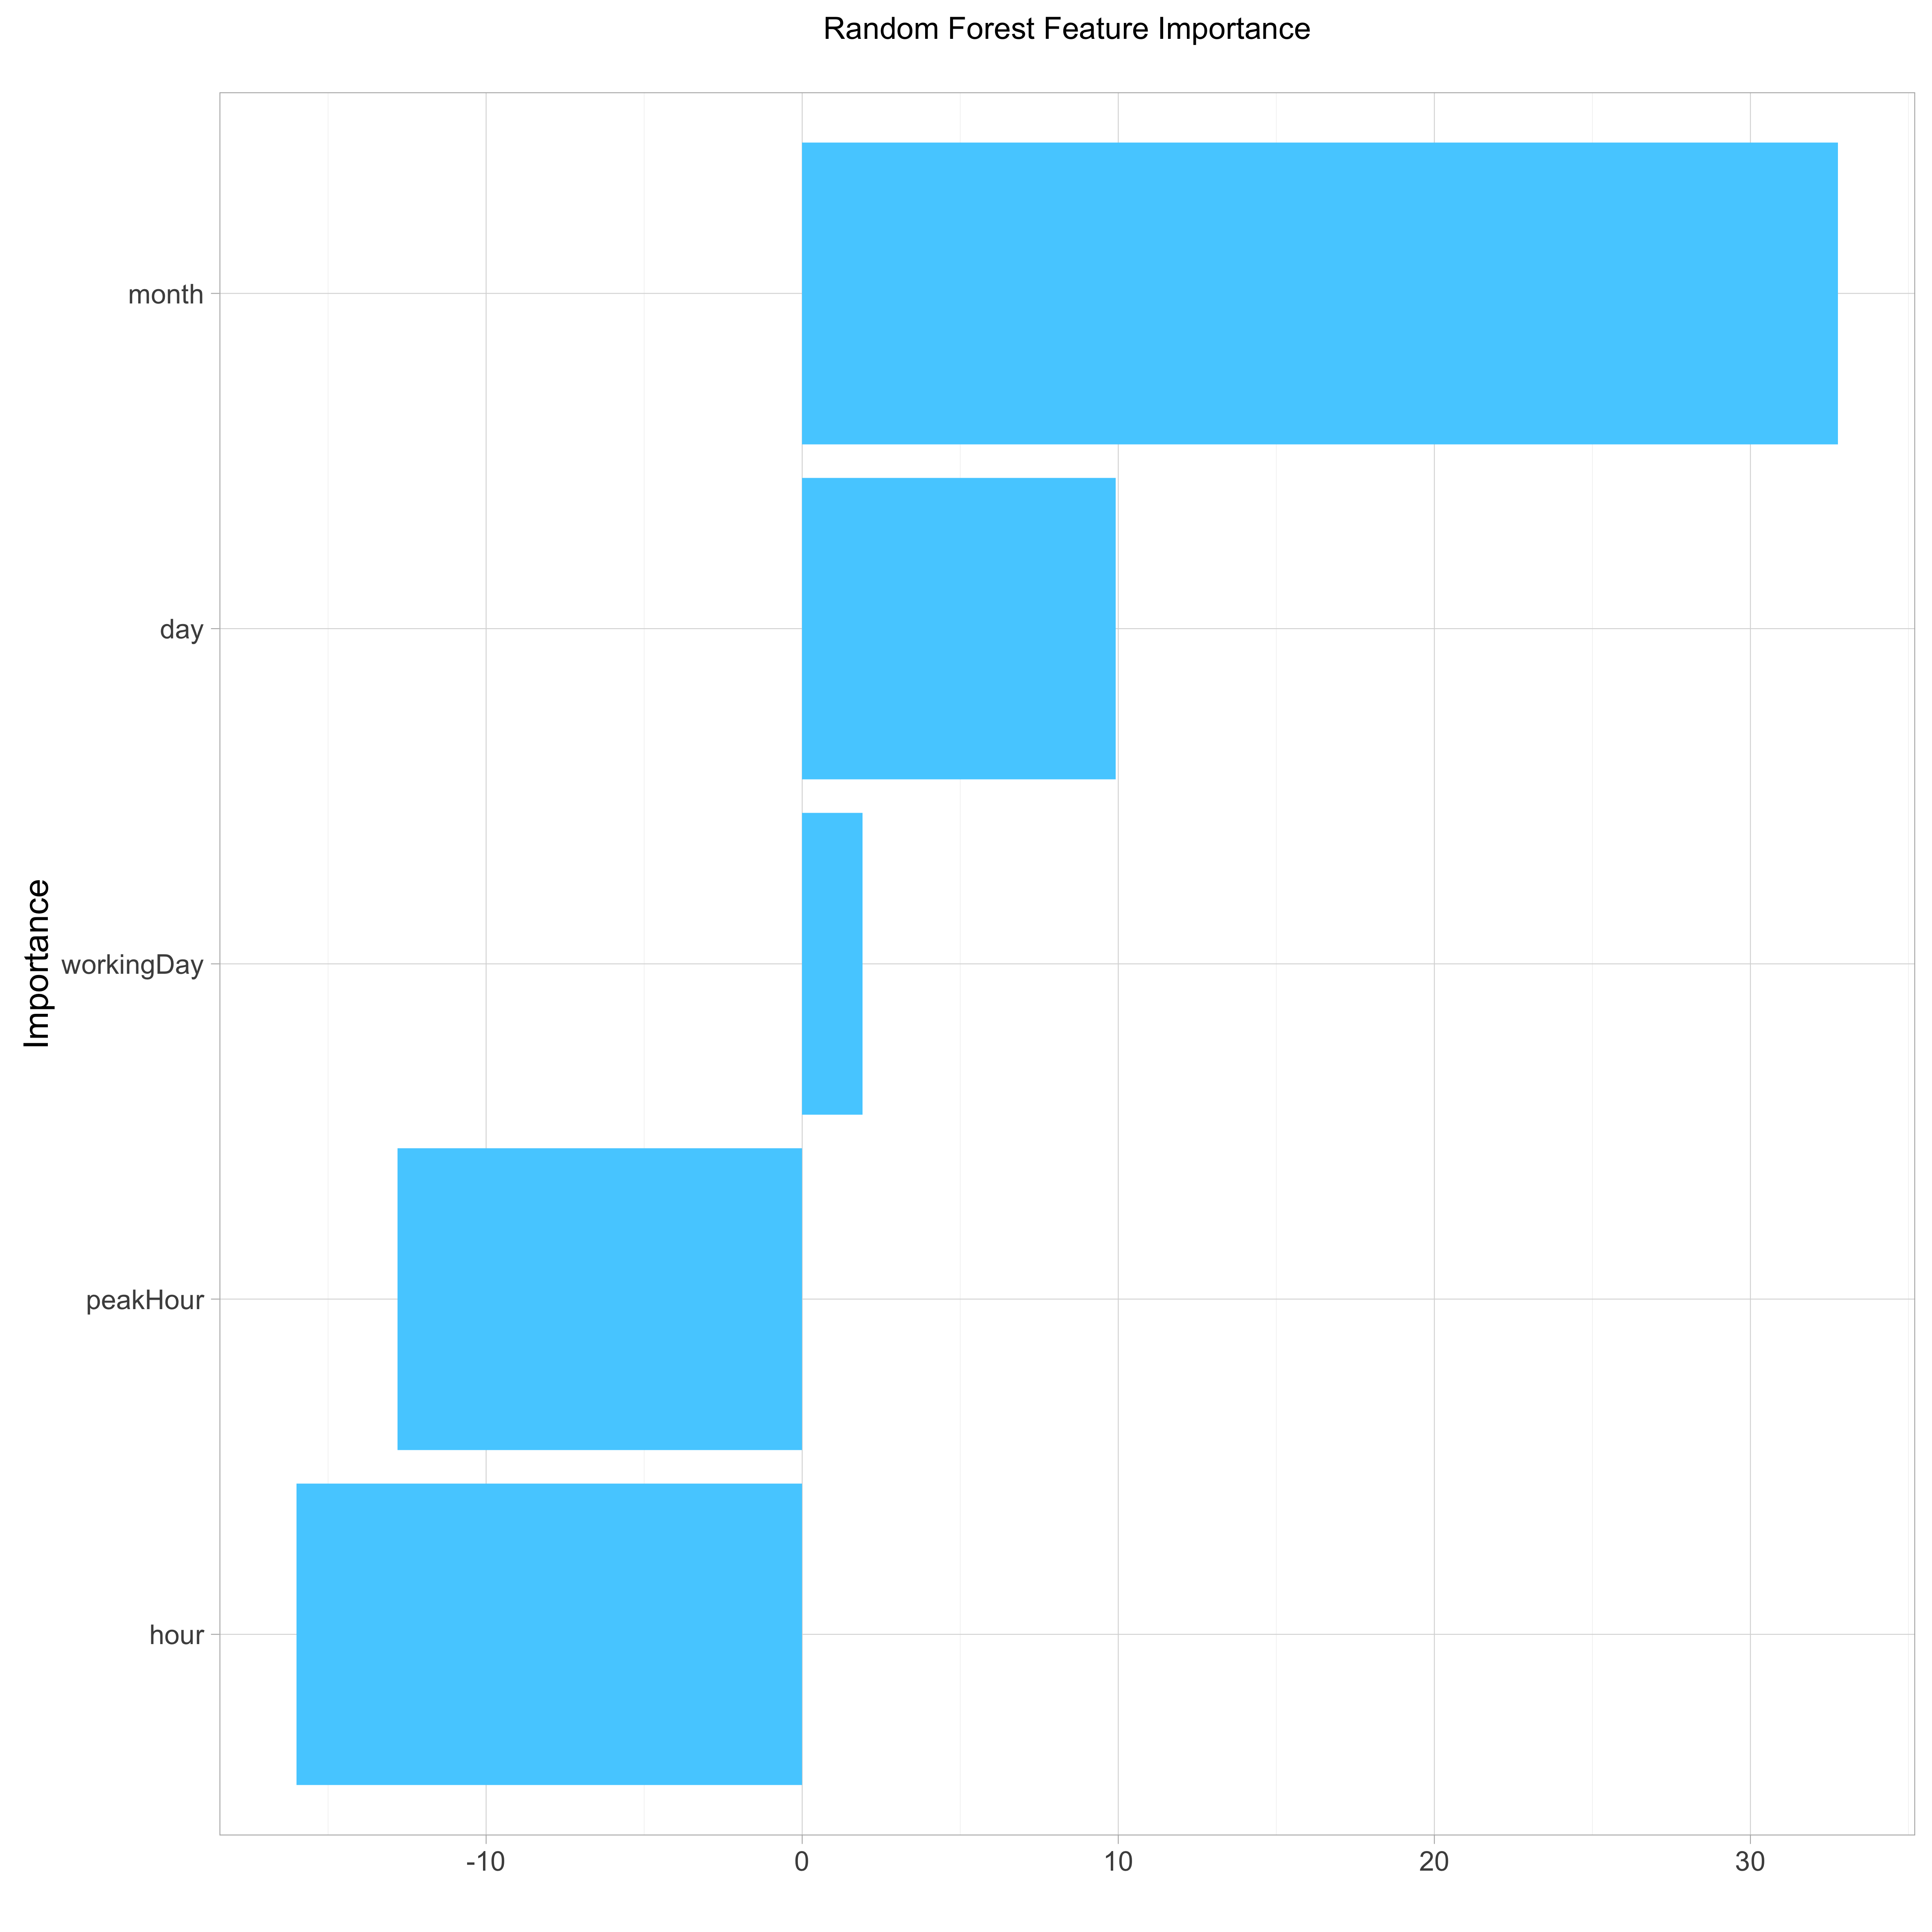 Random Forest Feature Importance
month
day
workingDay
peakHour
hour
Importance
-10 0 10 20 30